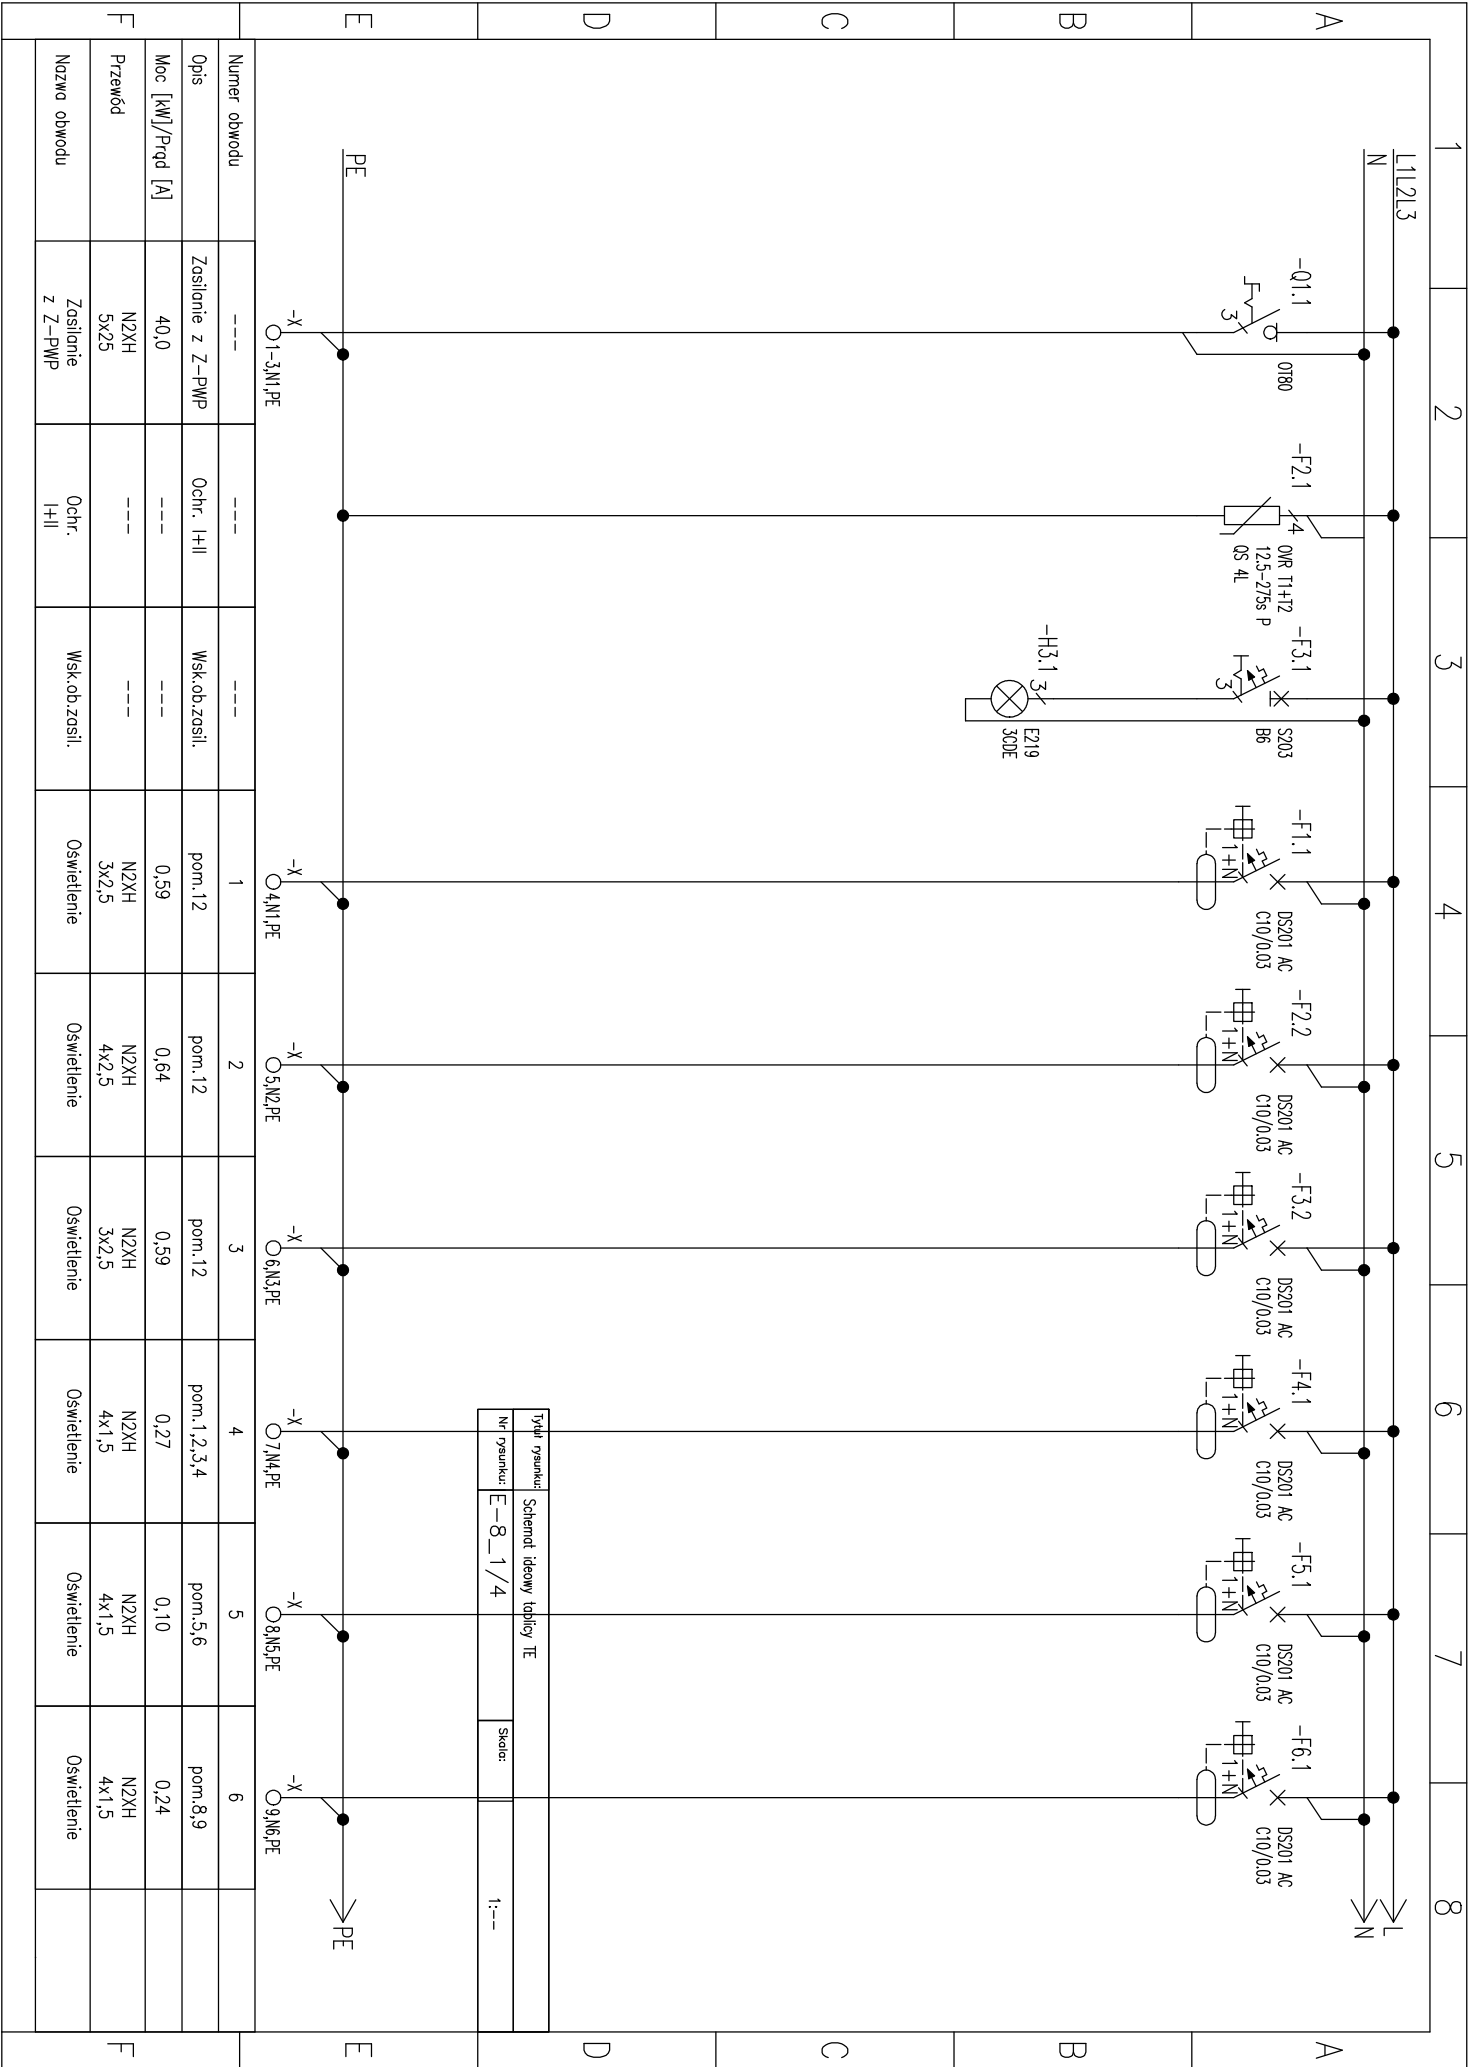 1 2 3 4 5 6 7 8
A
B
C
D
E
F
A
B
C
D
E
F
L1L2L3
N
L
N
-Q1.1
3
OT80
-F2.1
4
OVR T1+T2
12.5-275s P
QS 4L
-F3.1
3
S203
B6
-H3.1
3
E219
3CDE
-F1.1
1+N
DS201 AC
C10/0.03
-F2.2
1+N
DS201 AC
C10/0.03
-F3.2
1+N
DS201 AC
C10/0.03
-F4.1
1+N
DS201 AC
C10/0.03
-F5.1
1+N
DS201 AC
C10/0.03
-F6.1
1+N
DS201 AC
C10/0.03
Tytuł rysunku: Schemat ideowy tablicy TE
Nr rysunku: E-8_1/4 Skala: 1:--
PE
PE
-X
1-3,N1,PE
-X
4,N1,PE
-X
5,N2,PE
-X
6,N3,PE
-X
7,N4,PE
-X
8,N5,PE
-X
9,N6,PE
Numer obwodu --- --- --- 1 2 3 4 5 6
Opis Zasilanie z Z-PWP Ochr. I+II Wsk.ob.zasil. pom.12 pom.12 pom.12 pom.1,2,3,4 pom.5,6 pom.8,9
Moc [kW]/Prąd [A] 40,0 --- --- 0,59 0,64 0,59 0,27 0,10 0,24
Przewód N2XH --- --- N2XH N2XH N2XH N2XH N2XH N2XH
5x25 3x2,5 4x2,5 3x2,5 4x1,5 4x1,5 4x1,5
Nazwa obwodu Zasilanie Ochr. Wsk.ob.zasil. Oświetlenie Oświetlenie Oświetlenie Oświetlenie Oświetlenie Oświetlenie
z Z-PWP I+II